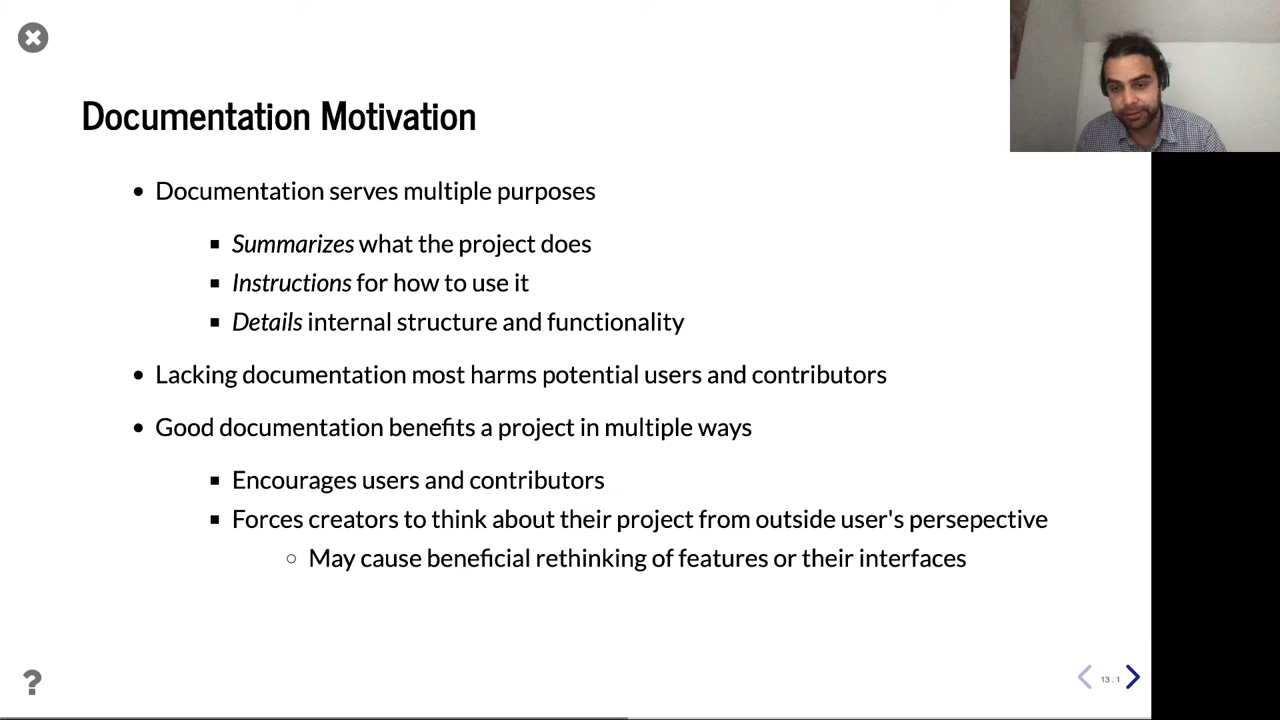 Documentation Motivation
Documentation serves multiple purposes
Summarizes what the project does
Instructions for how to use it
Details internal structure and functionality
Lacking documentation most harms potential users and contributors
Good documentation benefits a project in multiple ways
Encourages users and contributors
Forces creators to think about their project from outside user's persepective
May cause beneficial rethinking of features or their interfaces
?
13 . 1